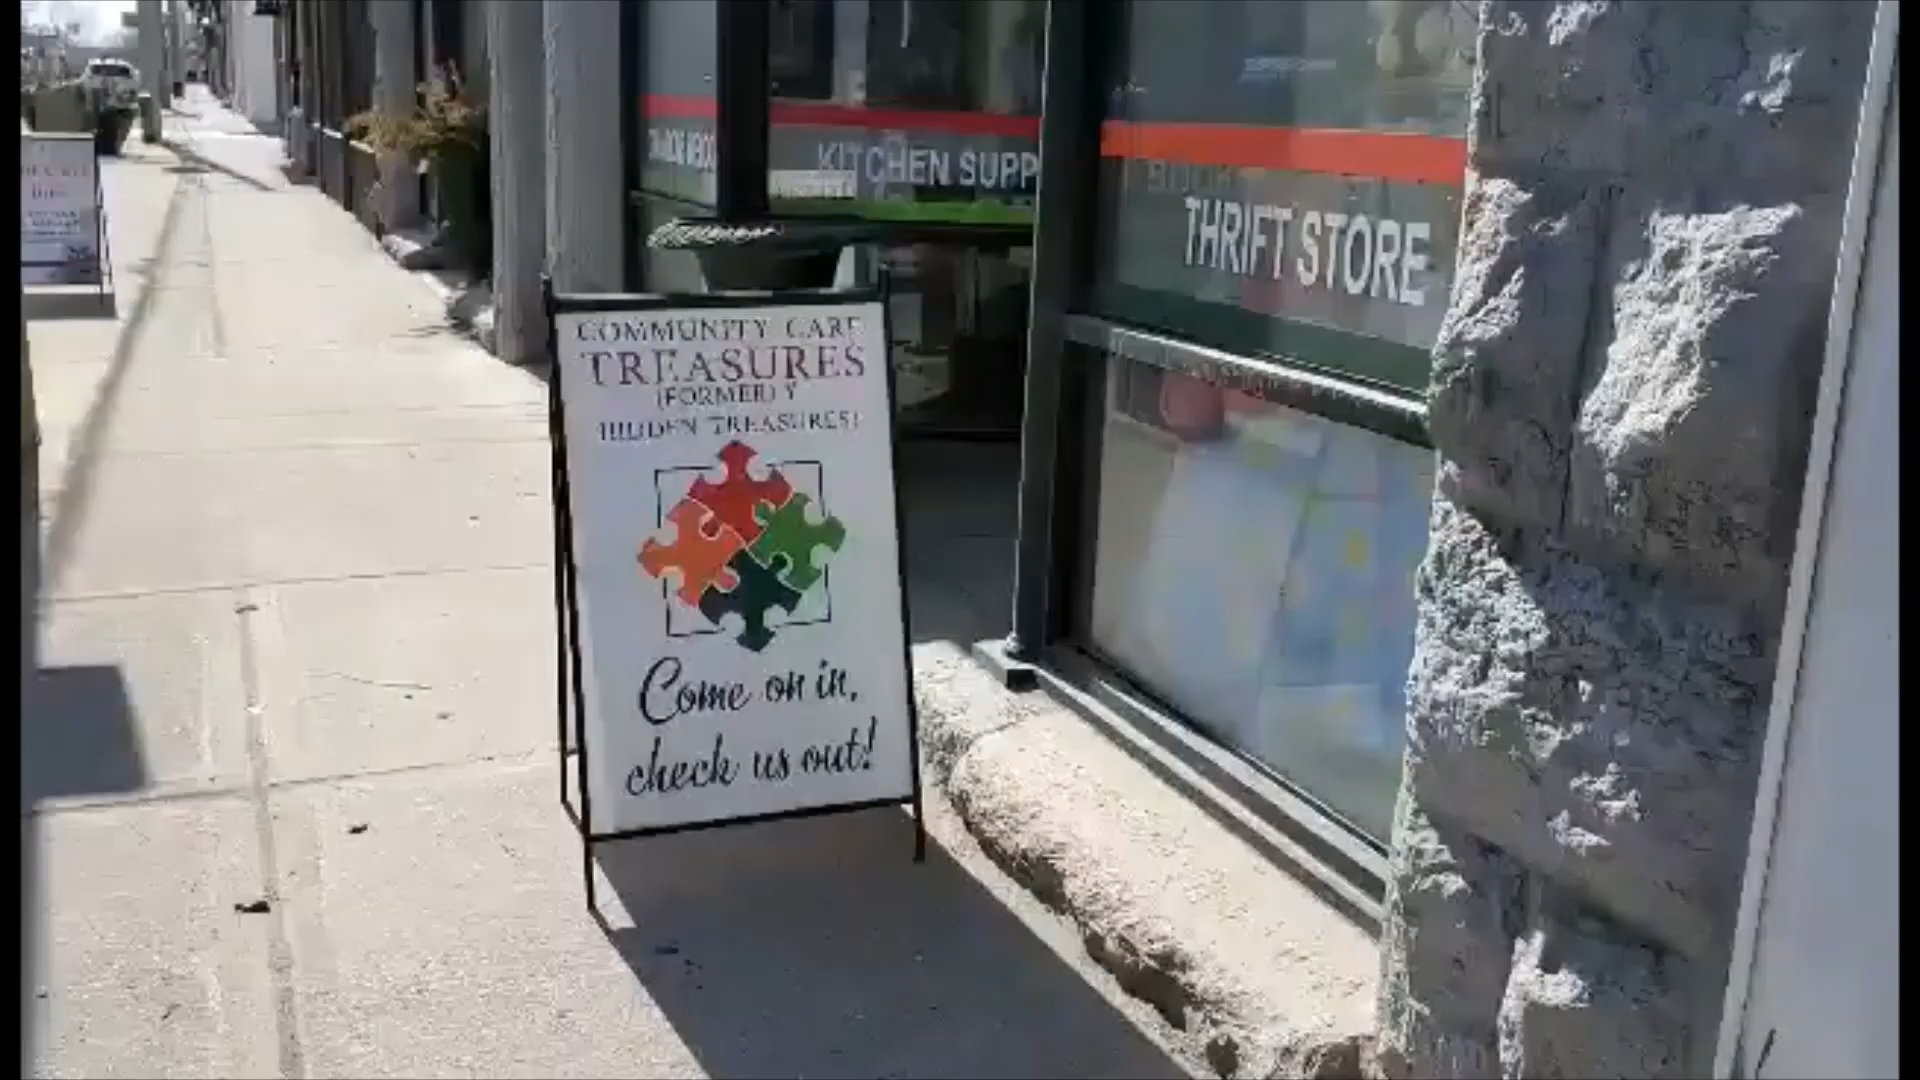 KITCHEN SUPP
THRIFT STORE
COMMUNITY CARE
TREASURES
(FORMERLY
HIDDEN TREASURES)
Come on in,
check us out!